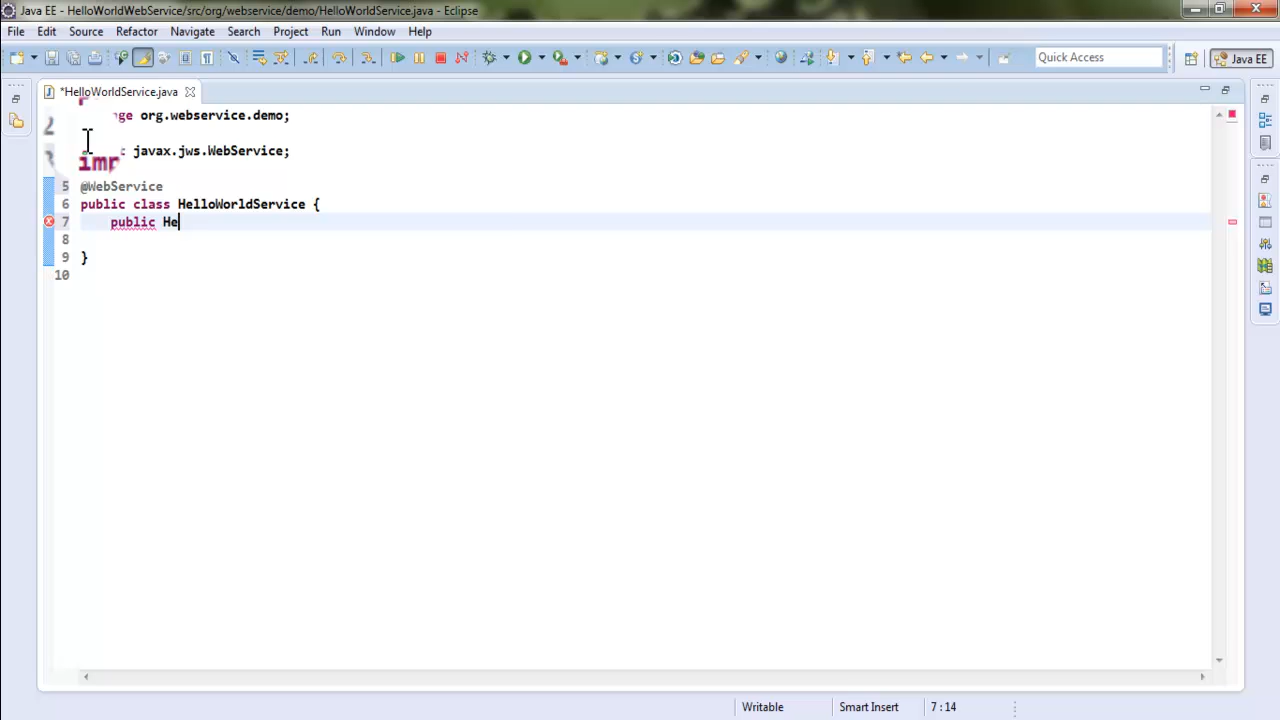 Java EE - HelloWorldWebService/src/org/webservice/demo/HelloWorldService.java - Eclipse
File Edit Source Refactor Navigate Search Project Run Window Help
Quick Access Java EE
*HelloWorldService.java
ge org.webservice.demo;
2
javax.jws.WebService;
imp
5 @WebService
6 public class HelloWorldService {
7 public He
8
9 }
10
Writable Smart Insert 7 : 14